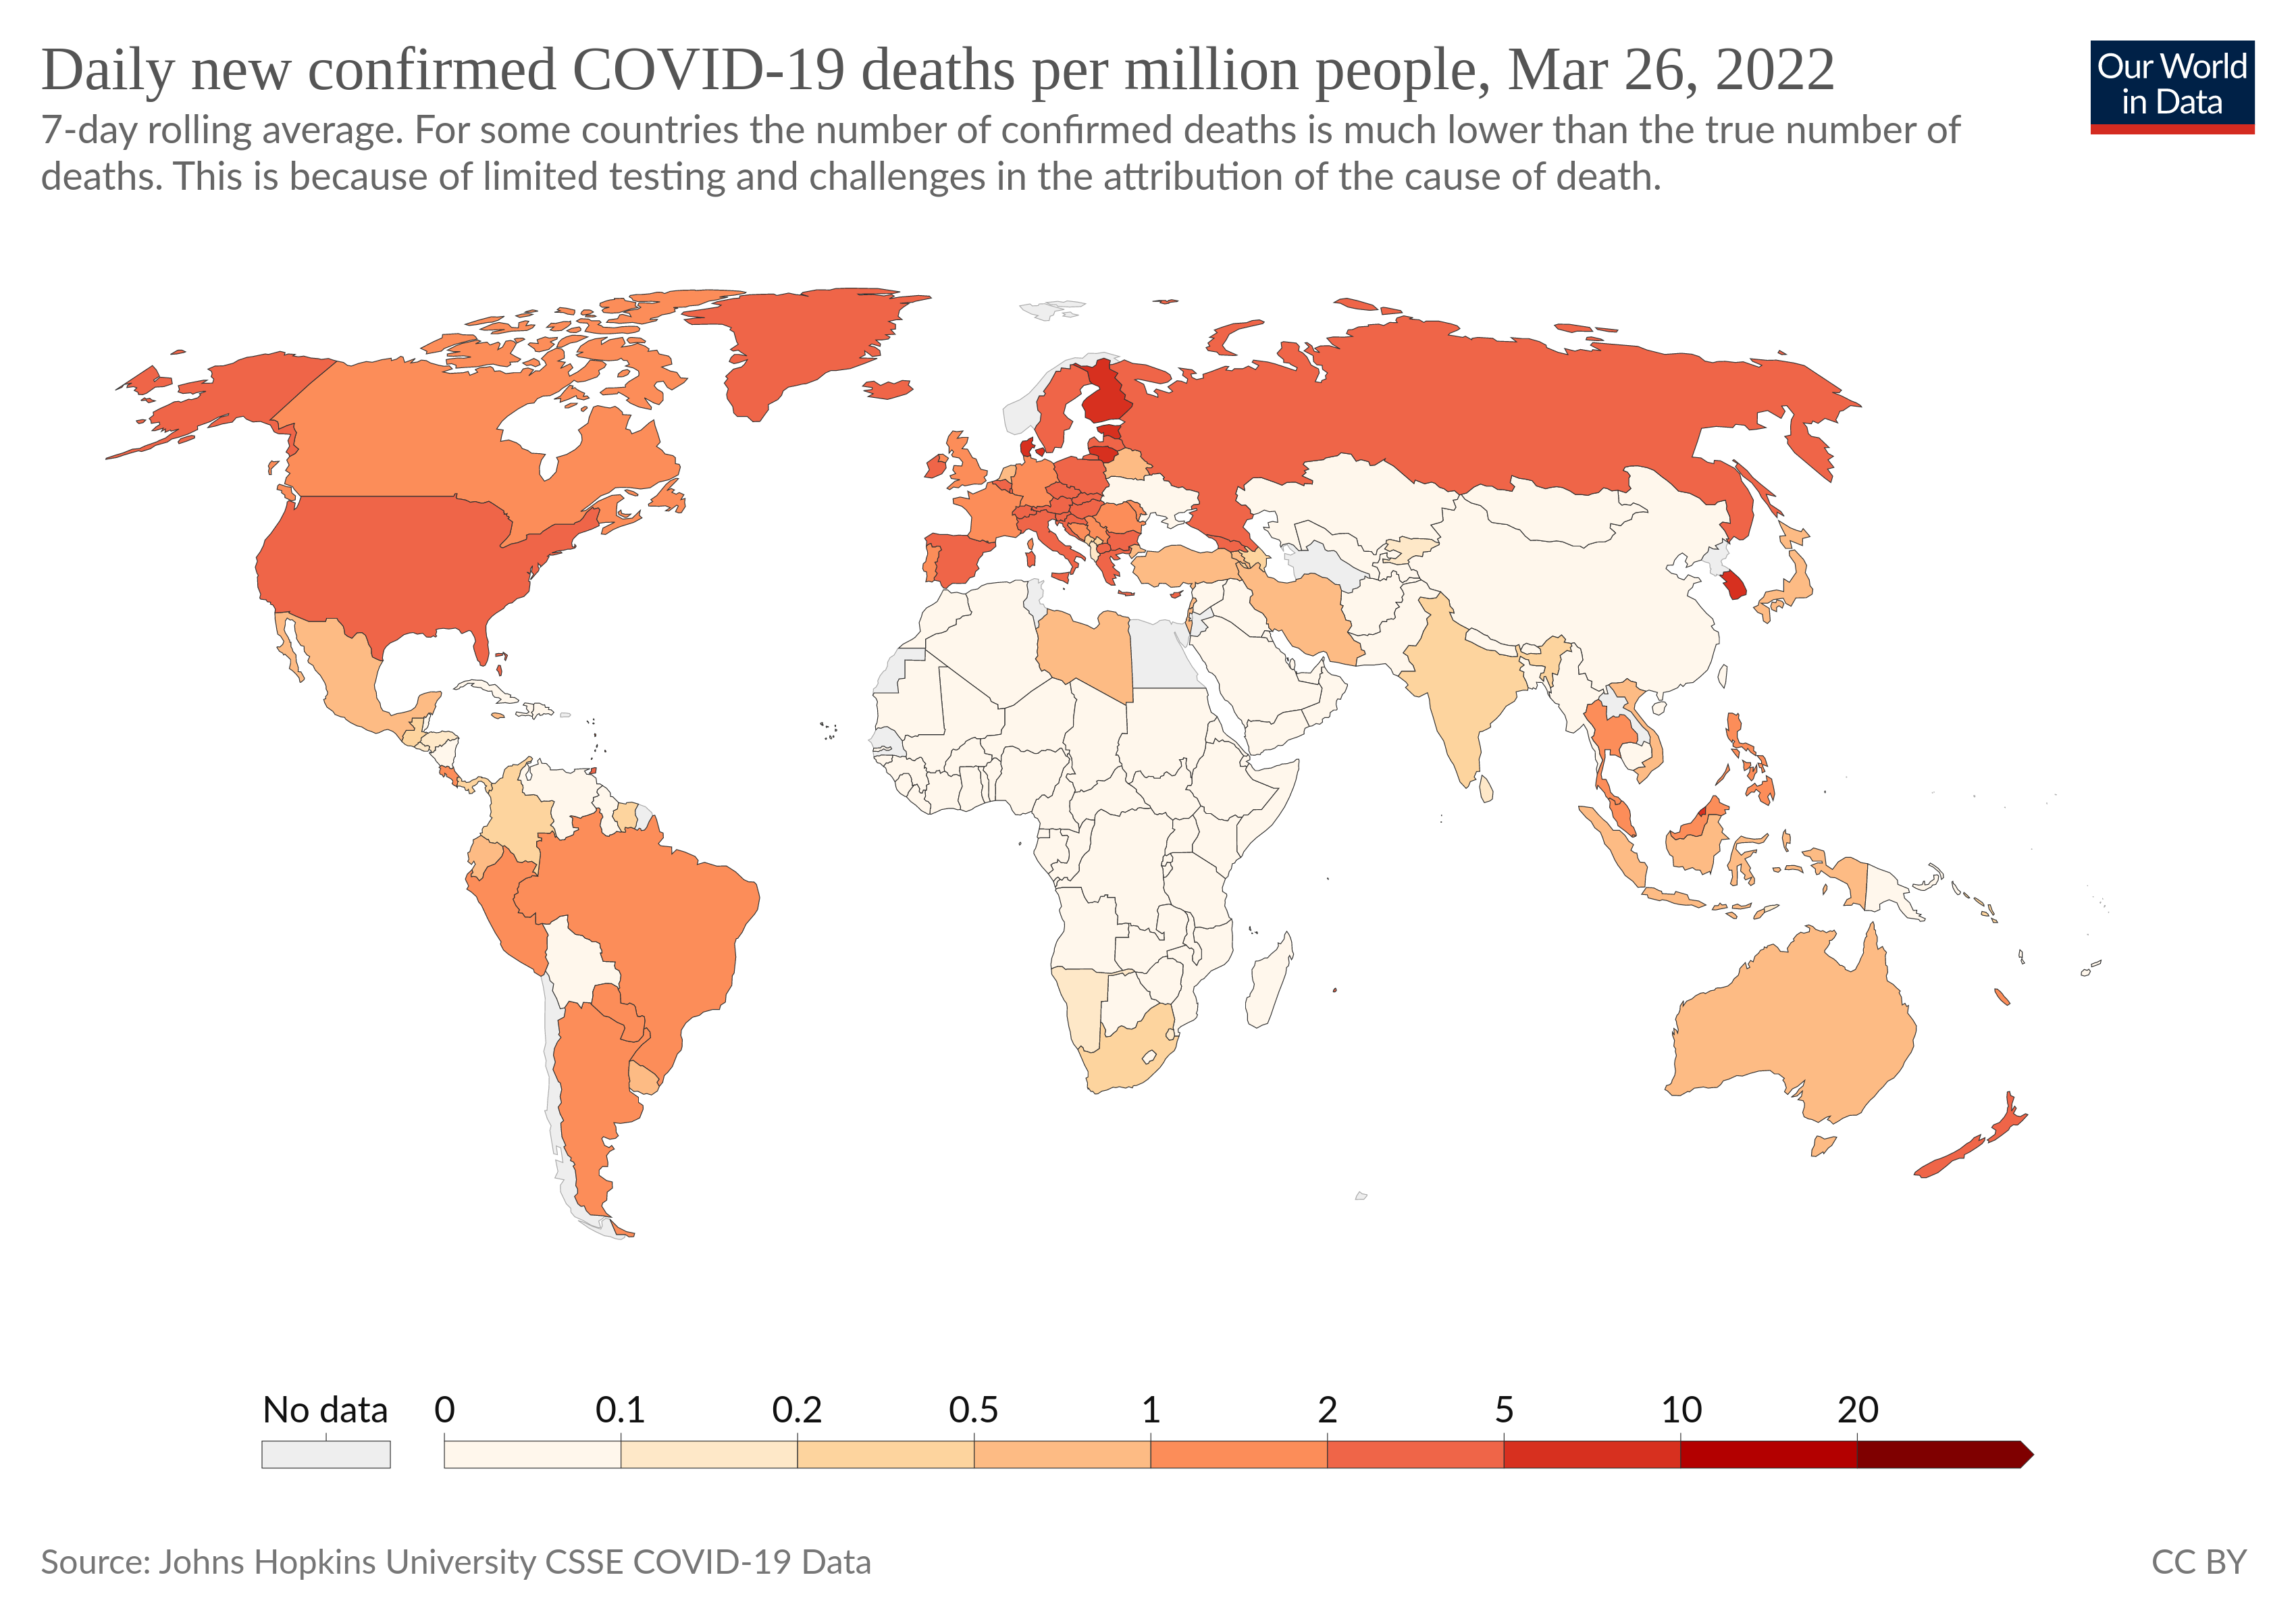 Daily new confirmed COVID-19 deaths per million people, Mar 26, 2022
Our World
in Data
7-day rolling average. For some countries the number of confirmed deaths is much lower than the true number of
deaths. This is because of limited testing and challenges in the attribution of the cause of death.
No data 0 0.1 0.2 0.5 1 2 5 10 20
Source: Johns Hopkins University CSSE COVID-19 Data
CC BY